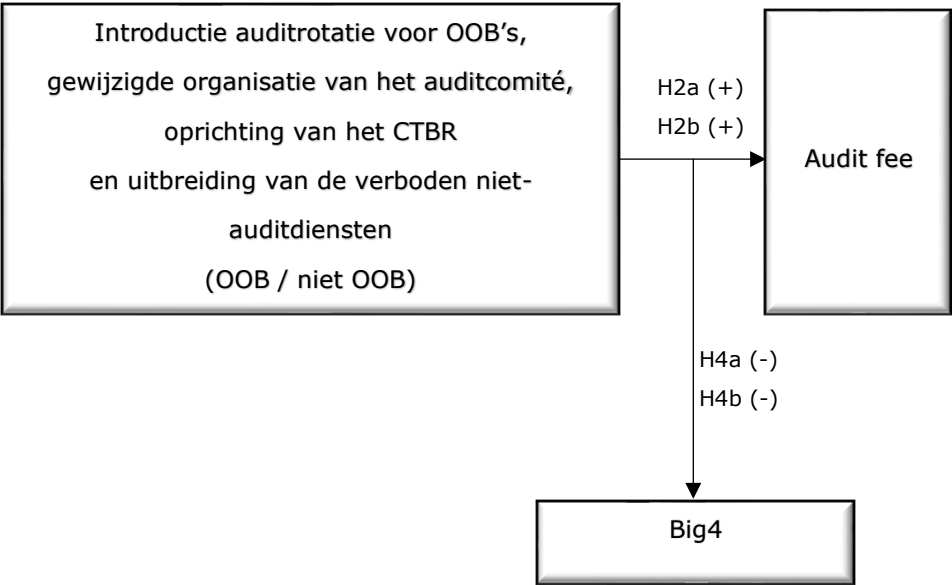 Introductie auditrotatie voor OOB’s,
gewijzigde organisatie van het auditcomité,
oprichting van het CTBR
en uitbreiding van de verboden niet-
auditdiensten
(OOB / niet OOB)
H2a (+)
H2b (+)
Audit fee
H4a (-)
H4b (-)
Big4